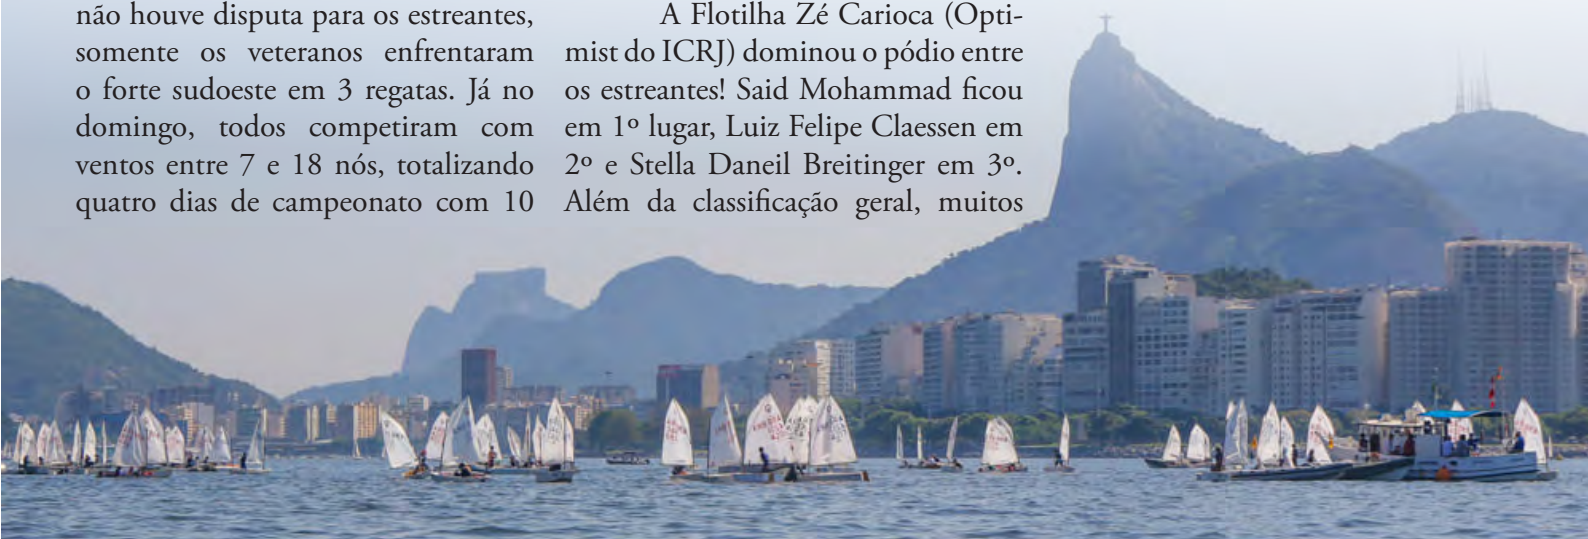 não houve disputa para os estreantes,
somente os veteranos enfrentaram
o forte sudoeste em 3 regatas. Já no
domingo, todos competiram com
ventos entre 7 e 18 nós, totalizando
quatro dias de campeonato com 10
A Flotilha Zé Carioca (Opti-
mist do ICRJ) dominou o pódio entre
os estreantes! Said Mohammad ficou
em 1º lugar, Luiz Felipe Claessen em
2º e Stella Daneil Breitinger em 3º.
Além da classificação geral, muitos